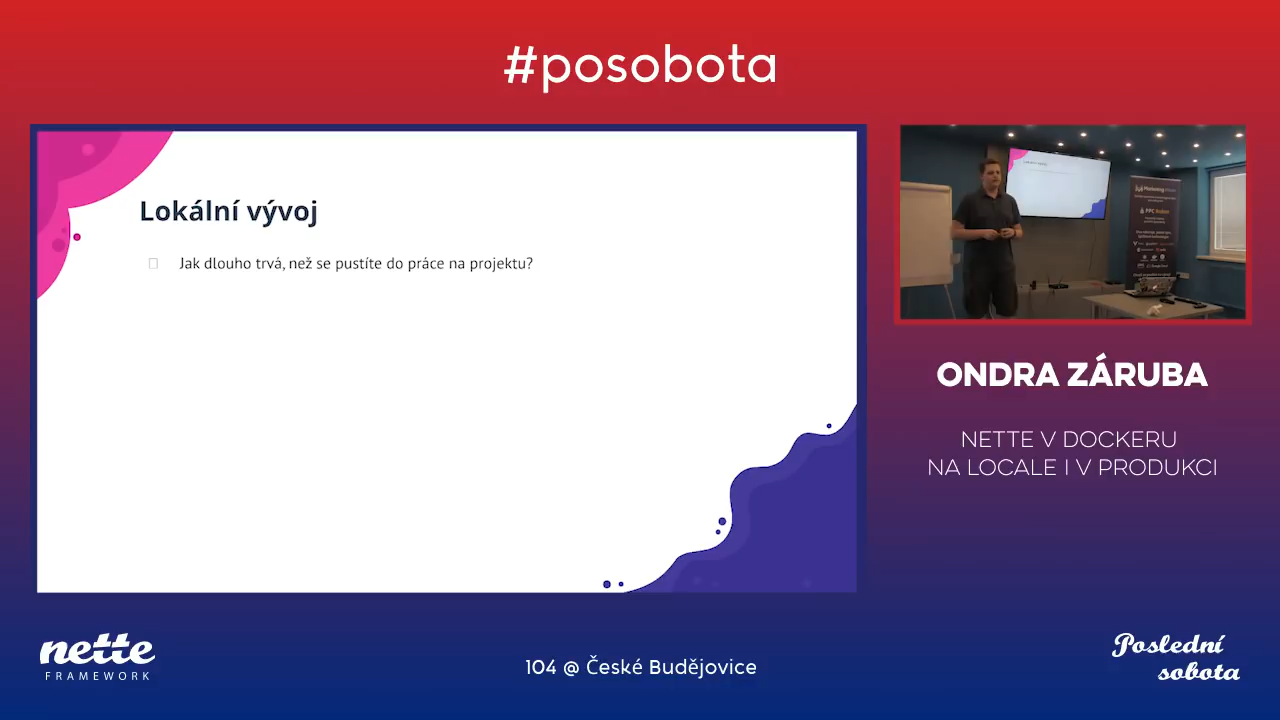 #posobota
Lokální vývoj
Jak dlouho trvá, než se pustíte do práce na projektu?
ONDRA ZÁRUBA
NETTE V DOCKERU
NA LOCALE I V PRODUKCI
nette
FRAMEWORK
104 @ České Budějovice
Poslední
sobota